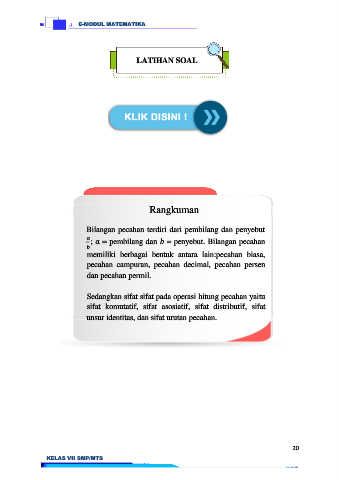 E-MODUL MATEMATIKA
LATIHAN SOAL
KLIK DISINI !
Rangkuman
Bilangan pecahan terdiri dari pembilang dan penyebut
a/b; a = pembilang dan b = penyebut. Bilangan pecahan
memiliki berbagai bentuk antara lain:pecahan biasa,
pecahan campuran, pecahan decimal, pecahan persen
dan pecahan permil.
Sedangkan sifat sifat pada operasi hitung pecahan yaitu
sifat komutatif, sifat asosiatif, sifat distributif, sifat
unsur identitas, dan sifat urutan pecahan.
20
KELAS VII SMP/MTS